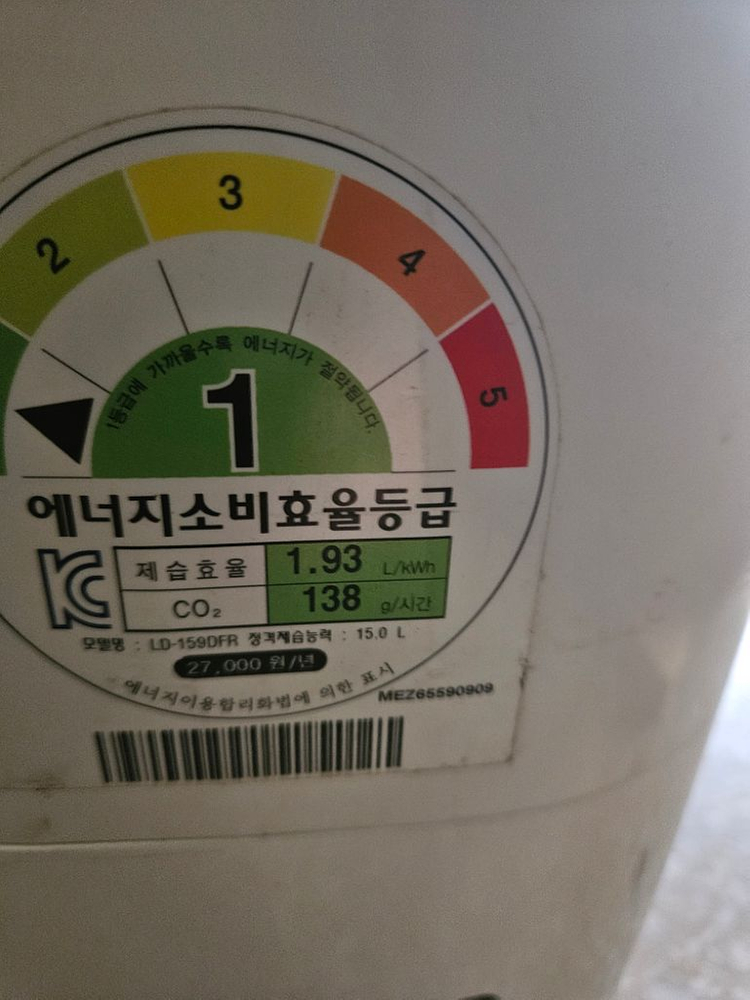 2
3
4
5
1등급에 가까울수록 에너지가 절약됩니다.
1
에너지소비효율등급
제습효율 1.93 L/kWh
CO₂ 138 g/시간
모델명 : LD-159DFR 정격제습능력 : 15.0 L
27,000 원/년
에너지이용합리화법에 의한 표시
MEZ65590909